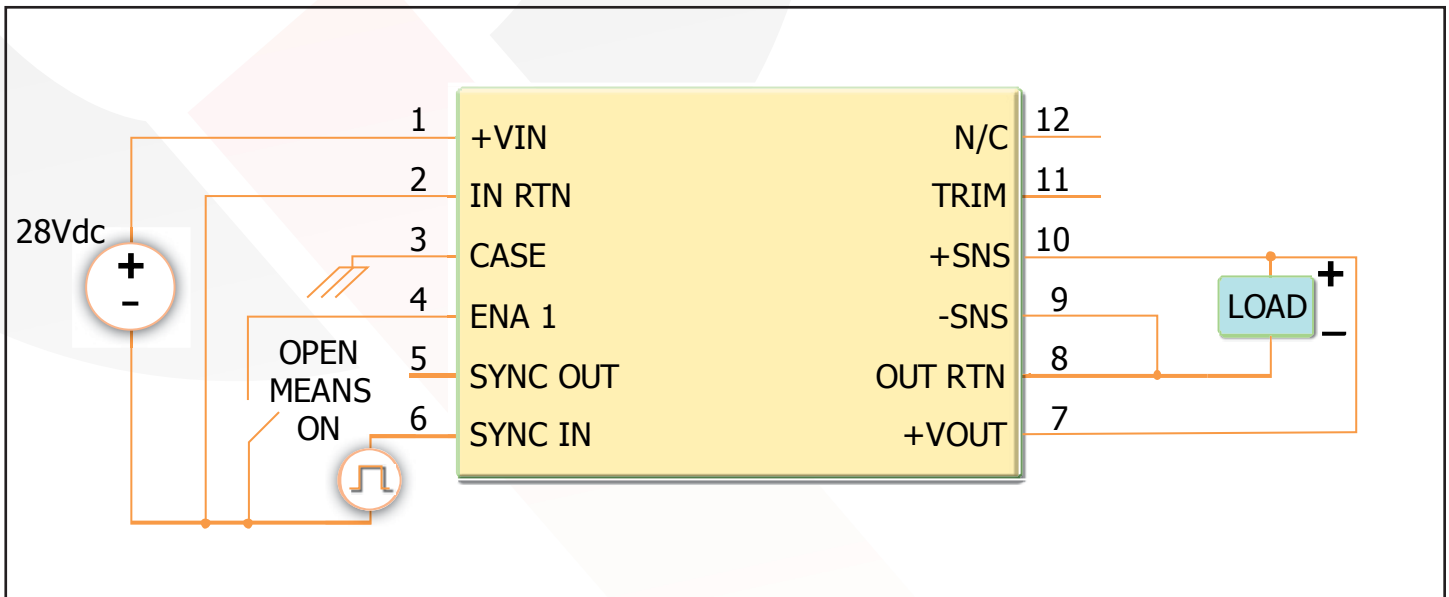 1
+VIN
2
IN RTN
3
CASE
4
ENA 1
5
SYNC OUT
6
SYNC IN
28Vdc
+
-
OPEN
MEANS
ON
12
N/C
11
TRIM
10
+SNS
9
-SNS
8
OUT RTN
7
+VOUT
LOAD
+
–